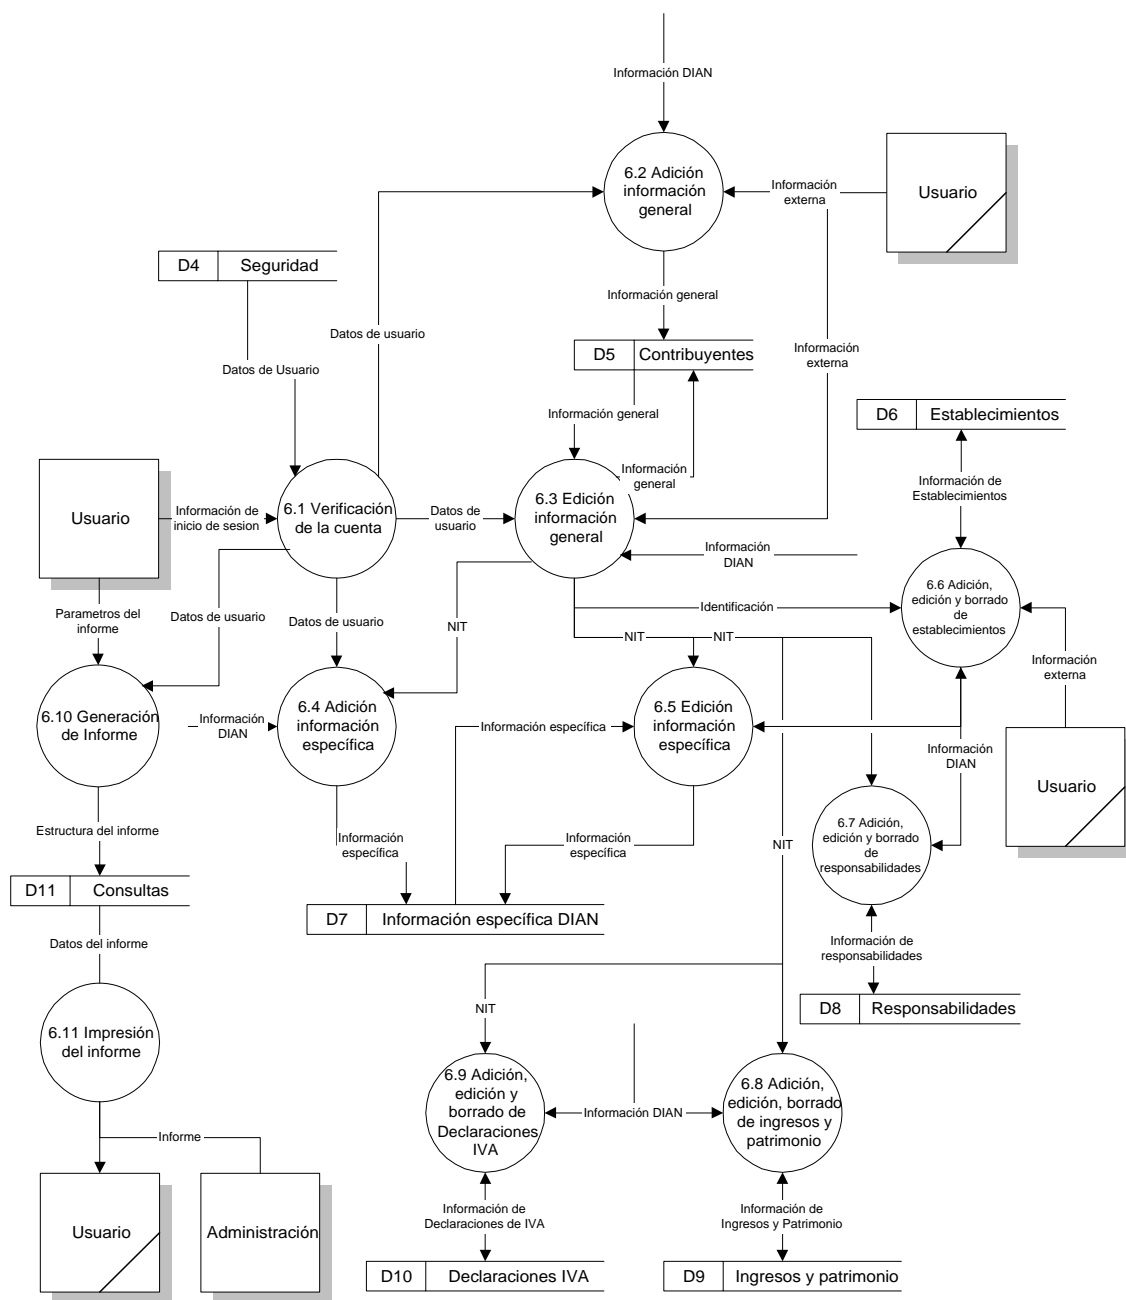 Información DIAN
6.2 Adición
información
general
Información
externa
Usuario
D4
Seguridad
Información general
Datos de usuario
Información
externa
D5
Contribuyentes
Datos de Usuario
D6
Establecimientos
Información general
Información
general
Información de
Establecimientos
Usuario
Información de
inicio de sesion
6.1 Verificación
de la cuenta
Datos de
usuario
6.3 Edición
información
general
Información
DIAN
6.6 Adición,
edición y borrado
de
establecimientos
Parametros del
informe
Datos de usuario
Datos de usuario
NIT
Identificación
NIT
NIT
Información
externa
6.10 Generación
de Informe
Información
DIAN
6.4 Adición
información
específica
Información específica
6.5 Edición
información
específica
Información
DIAN
Usuario
Estructura del informe
Información
específica
Información
específica
NIT
6.7 Adición,
edición y borrado
de
responsabilidades
D11
Consultas
D7
Información específica DIAN
Datos del informe
Información de
responsabilidades
NIT
D8
Responsabilidades
6.11 Impresión
del informe
6.9 Adición,
edición y
borrado de
Declaraciones
IVA
Información DIAN
6.8 Adición,
edición, borrado
de ingresos y
patrimonio
Informe
Usuario
Administración
Información de
Declaraciones de IVA
Información de
Ingresos y Patrimonio
D10
Declaraciones IVA
D9
Ingresos y patrimonio